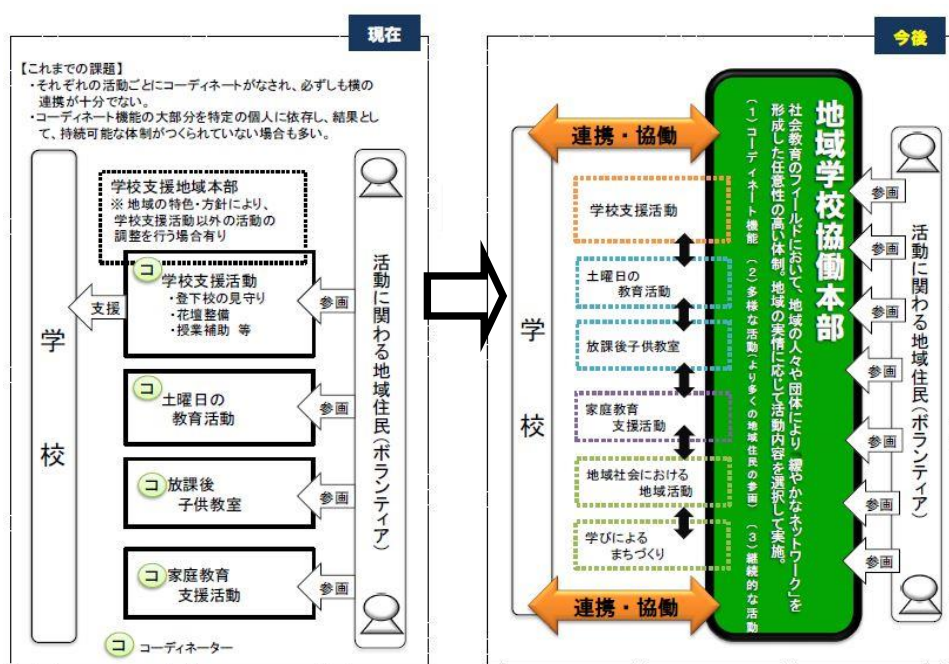 現在
【これまでの課題】
・それぞれの活動ごとにコーディネートがなされ、必ずしも横の
連携が十分でない。
・コーディネート機能の大部分を特定の個人に依存し、結果とし
て、持続可能な体制がつくられていない場合も多い。
学校支援地域本部
※ 地域の特色・方針により、
学校支援活動以外の活動の
調整を行う場合有り
コ
学校支援活動
・登下校の見守り
・花壇整備
・授業補助 等
支援
参画
コ
土曜日の
教育活動
参画
コ
放課後
子供教室
参画
コ
家庭教育
支援活動
参画
学校
活動に関わる地域住民(ボランティア)
コ コーディネーター
今後
連携・協働
学校
学校支援活動
土曜日の
教育活動
放課後子供教室
家庭教育
支援活動
地域社会における
地域活動
学びによる
まちづくり
連携・協働
地域学校協働本部
社会教育のフィールドにおいて、地域の人々や団体により「緩やかなネットワーク」を
形成した任意性の高い体制。地域の実情に応じて活動内容を選択して実施。
(1)コーディネート機能 (2)多様な活動(より多くの地域住民の参画) (3)継続的な活動
参画
参画
参画
参画
参画
参画
参画
活動に関わる地域住民(ボランティア)